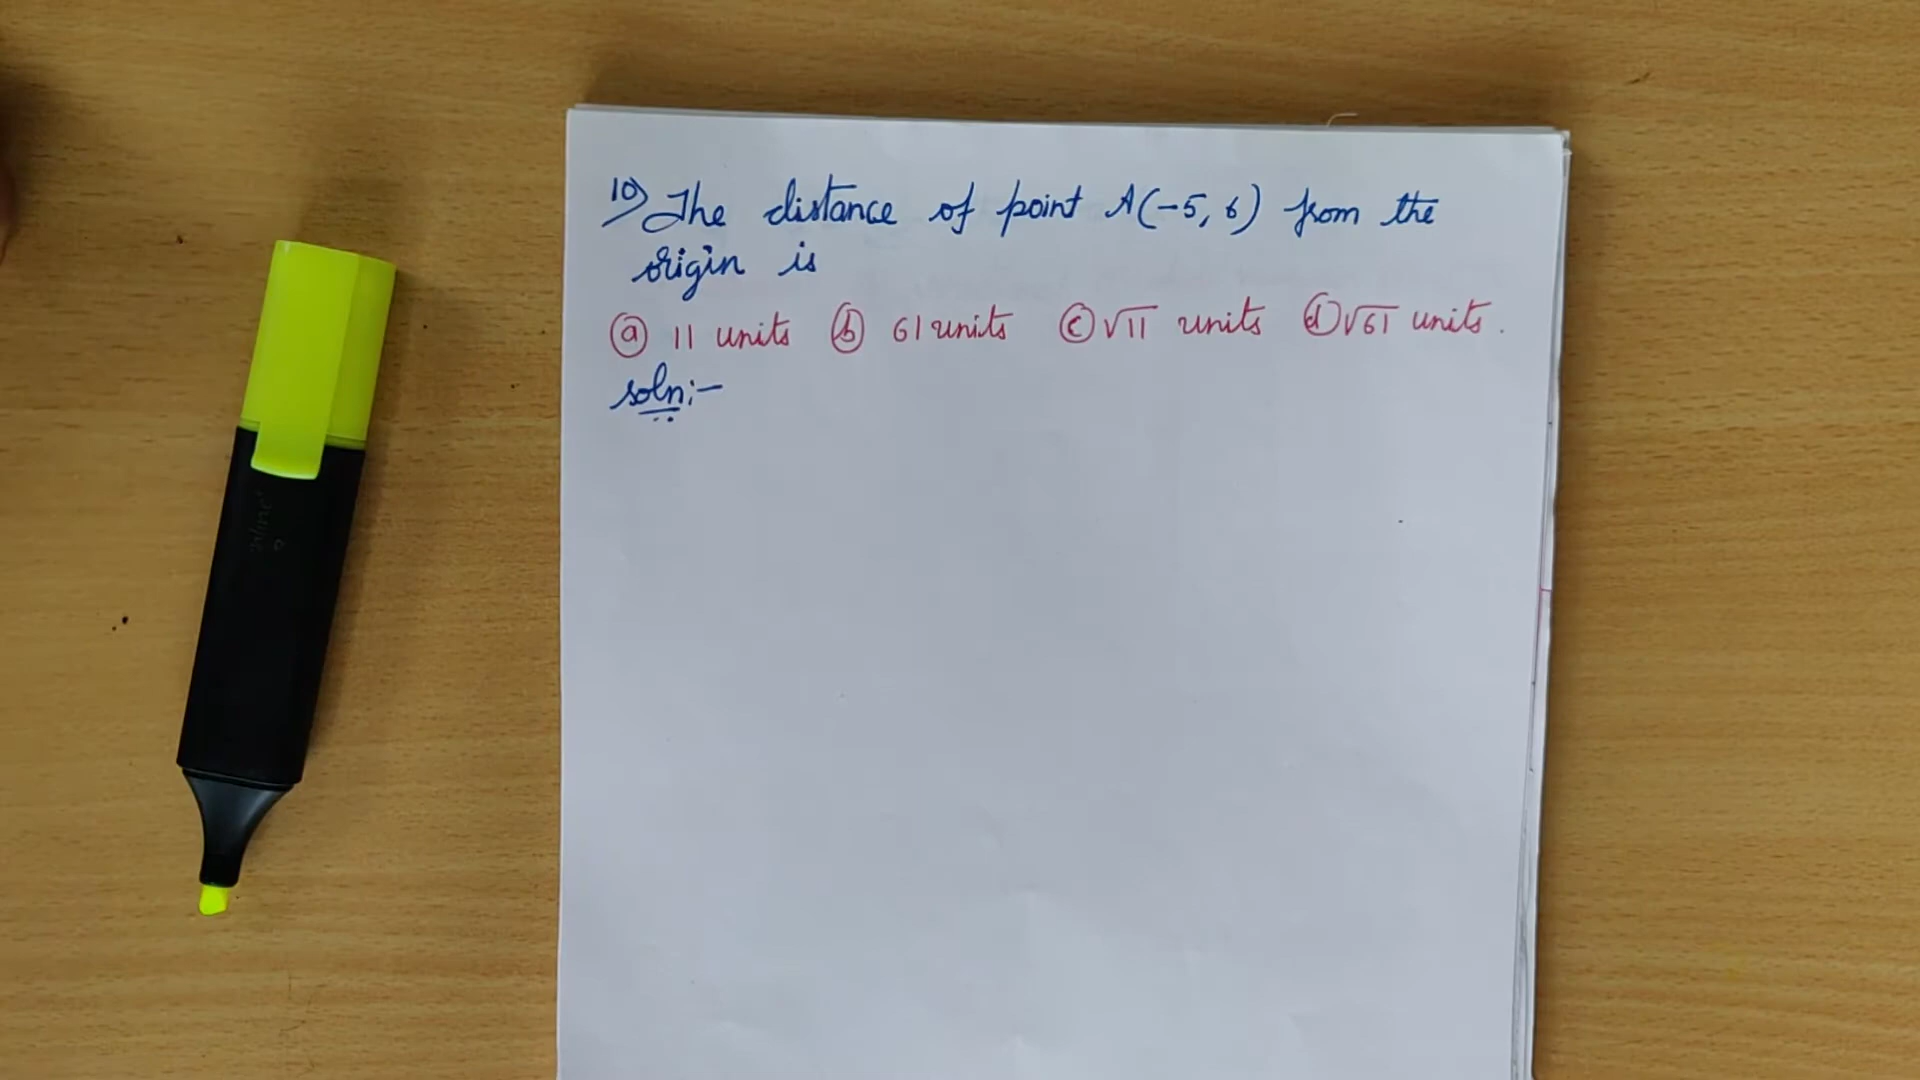 10) The distance of point A(-5, 6) from the
origin is
ⓐ 11 units ⓑ 61 units ⓒ √11 units ⓓ √61 units.
soln:-